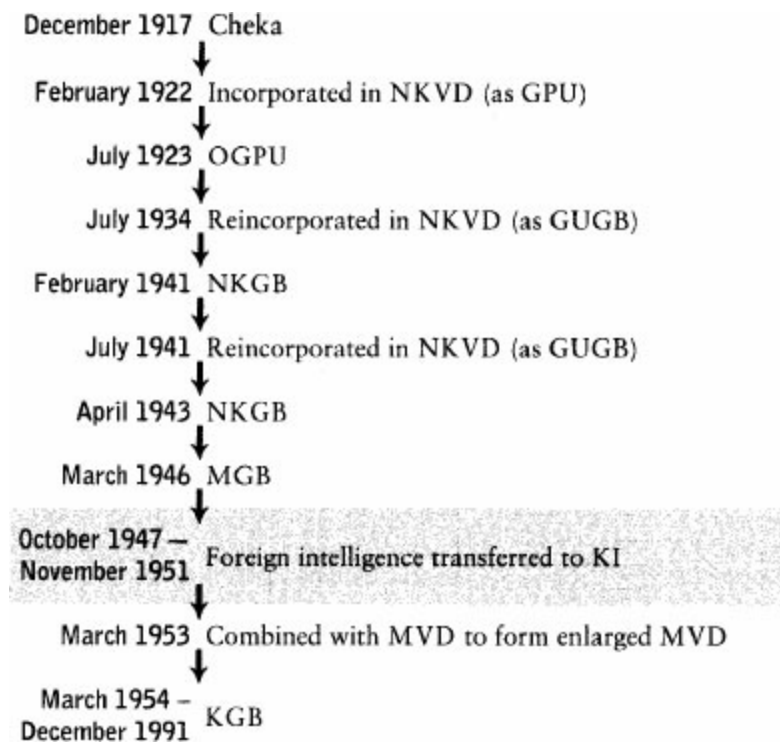 December 1917 Cheka
February 1922 Incorporated in NKVD (as GPU)
July 1923 OGPU
July 1934 Reincorporated in NKVD (as GUGB)
February 1941 NKGB
July 1941 Reincorporated in NKVD (as GUGB)
April 1943 NKGB
March 1946 MGB
October 1947 —
November 1951 Foreign intelligence transferred to KI
March 1953 Combined with MVD to form enlarged MVD
March 1954 –
December 1991 KGB